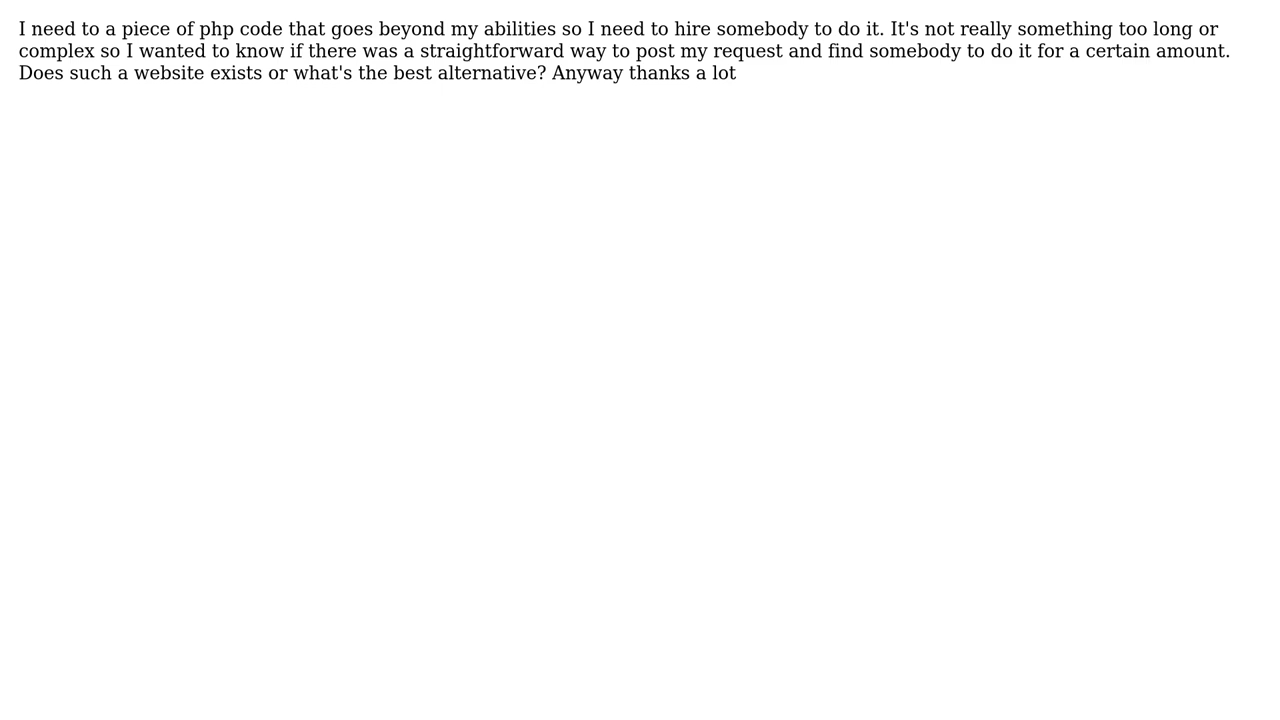 I need to a piece of php code that goes beyond my abilities so I need to hire somebody to do it. It's not really something too long or
complex so I wanted to know if there was a straightforward way to post my request and find somebody to do it for a certain amount.
Does such a website exists or what's the best alternative? Anyway thanks a lot